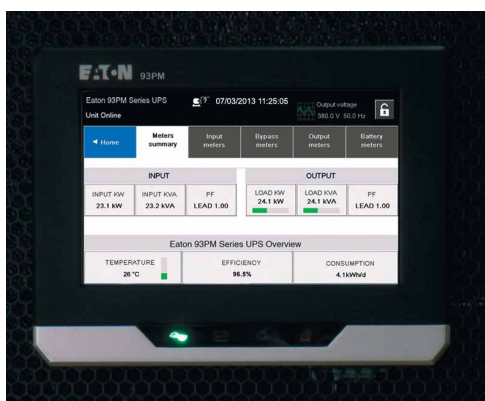 EATON 93PM
Eaton 93PM Series UPS
Unit Online
? 07/03/2013 11:25:05
Output voltage
380.0 V 50.0 Hz
◄ Home
Meters
summary
Input
meters
Bypass
meters
Output
meters
Battery
meters
INPUT
OUTPUT
INPUT KW
23.1 kW
INPUT KVA
23.2 kVA
PF
LEAD 1.00
LOAD KW
24.1 kW
LOAD KVA
24.1 kVA
PF
LEAD 1.00
Eaton 93PM Series UPS Overview
TEMPERATURE
26 °C
EFFICIENCY
96.5%
CONSUMPTION
4.1kWh/d